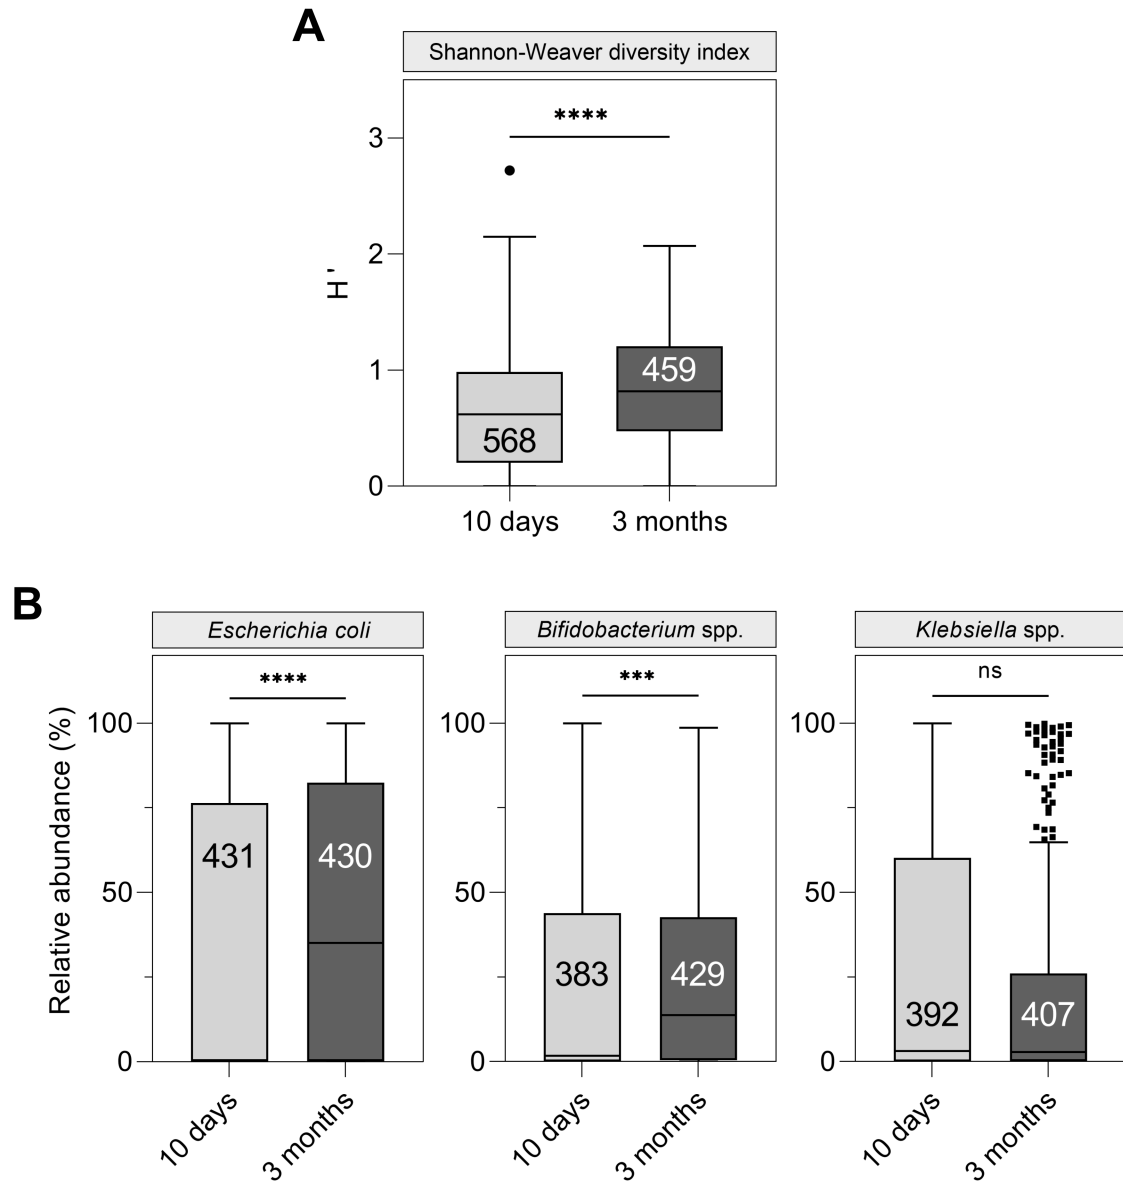 A
Shannon-Weaver diversity index
****
3
2
1
0
H'
568
459
10 days
3 months
B
Escherichia coli
Bifidobacterium spp.
Klebsiella spp.
Relative abundance (%)
****
100
50
0
431
430
10 days
3 months
***
100
50
0
383
429
10 days
3 months
ns
100
50
0
392
407
10 days
3 months